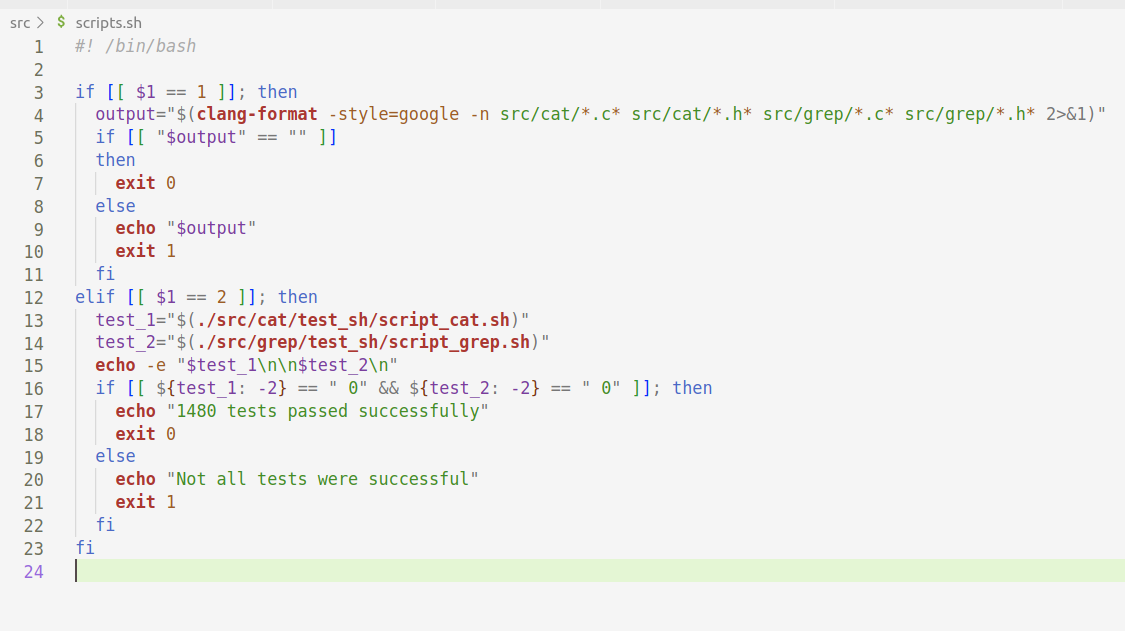 src > $ scripts.sh
1 #! /bin/bash
2
3 if [[ $1 == 1 ]]; then
4   output="$(clang-format -style=google -n src/cat/*.c* src/cat/*.h* src/grep/*.c* src/grep/*.h* 2>&1)"
5   if [[ "$output" == "" ]]
6   then
7     exit 0
8   else
9     echo "$output"
10     exit 1
11   fi
12 elif [[ $1 == 2 ]]; then
13   test_1="$(./src/cat/test_sh/script_cat.sh)"
14   test_2="$(./src/grep/test_sh/script_grep.sh)"
15   echo -e "$test_1\n\n$test_2\n"
16   if [[ ${test_1: -2} == " 0" && ${test_2: -2} == " 0" ]]; then
17     echo "1480 tests passed successfully"
18     exit 0
19   else
20     echo "Not all tests were successful"
21     exit 1
22   fi
23 fi
24